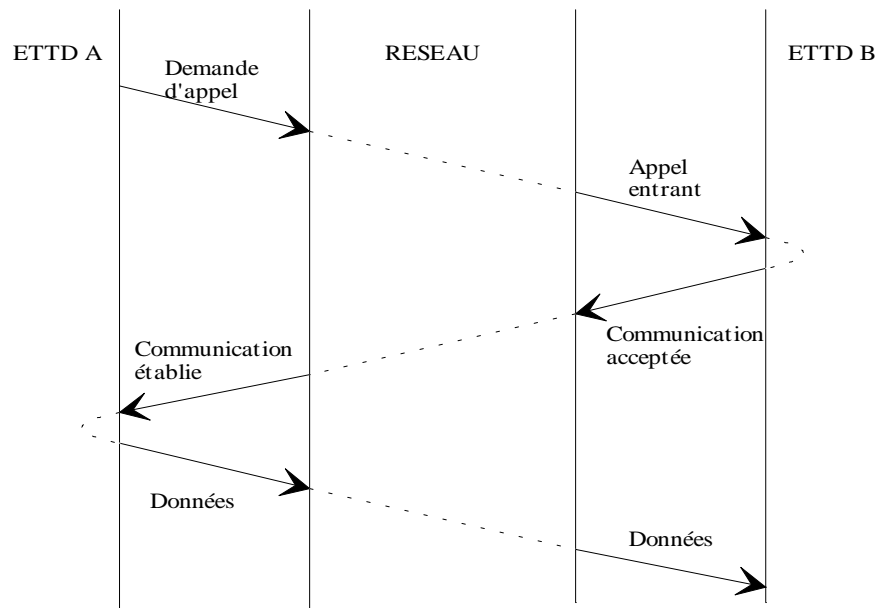 ETTD A
RESEAU
ETTD B
Demande
d'appel
Appel
entrant
Communication
acceptée
Communication
établie
Données
Données